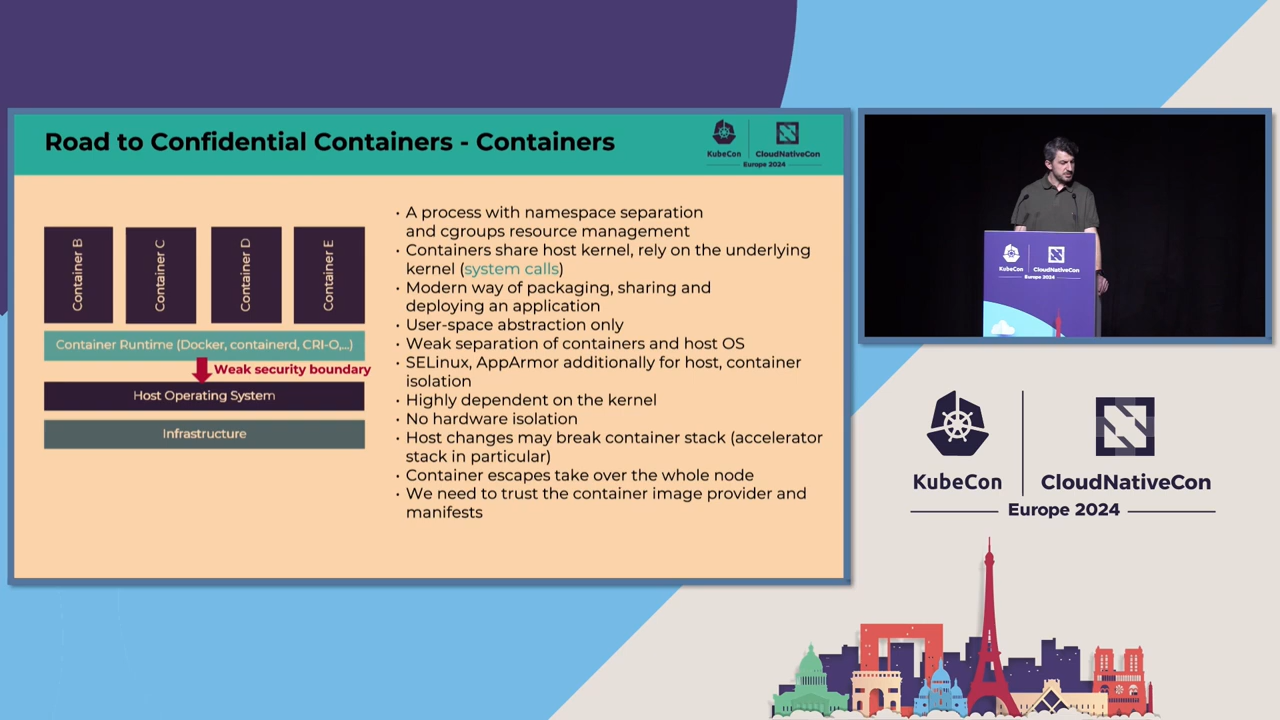 Road to Confidential Containers - Containers
KubeCon
CloudNativeCon
Europe 2024
Container B
Container C
Container D
Container E
Container Runtime (Docker, containerd, CRI-O,...)
Weak security boundary
Host Operating System
Infrastructure
• A process with namespace separation
and cgroups resource management
• Containers share host kernel, rely on the underlying
kernel (system calls)
• Modern way of packaging, sharing and
deploying an application
• User-space abstraction only
• Weak separation of containers and host OS
• SELinux, AppArmor additionally for host, container
isolation
• Highly dependent on the kernel
• No hardware isolation
• Host changes may break container stack (accelerator
stack in particular)
• Container escapes take over the whole node
• We need to trust the container image provider and
manifests
KubeCon
CloudNativeCon
Europe 2024
KubeCon
CloudNativeCon
Europe 2024